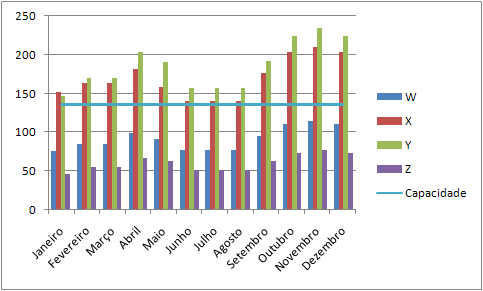 250
200
150
100
50
0
Janeiro
Fevereiro
Março
Abril
Maio
Junho
Julho
Agosto
Setembro
Outubro
Novembro
Dezembro
W
X
Y
Z
Capacidade